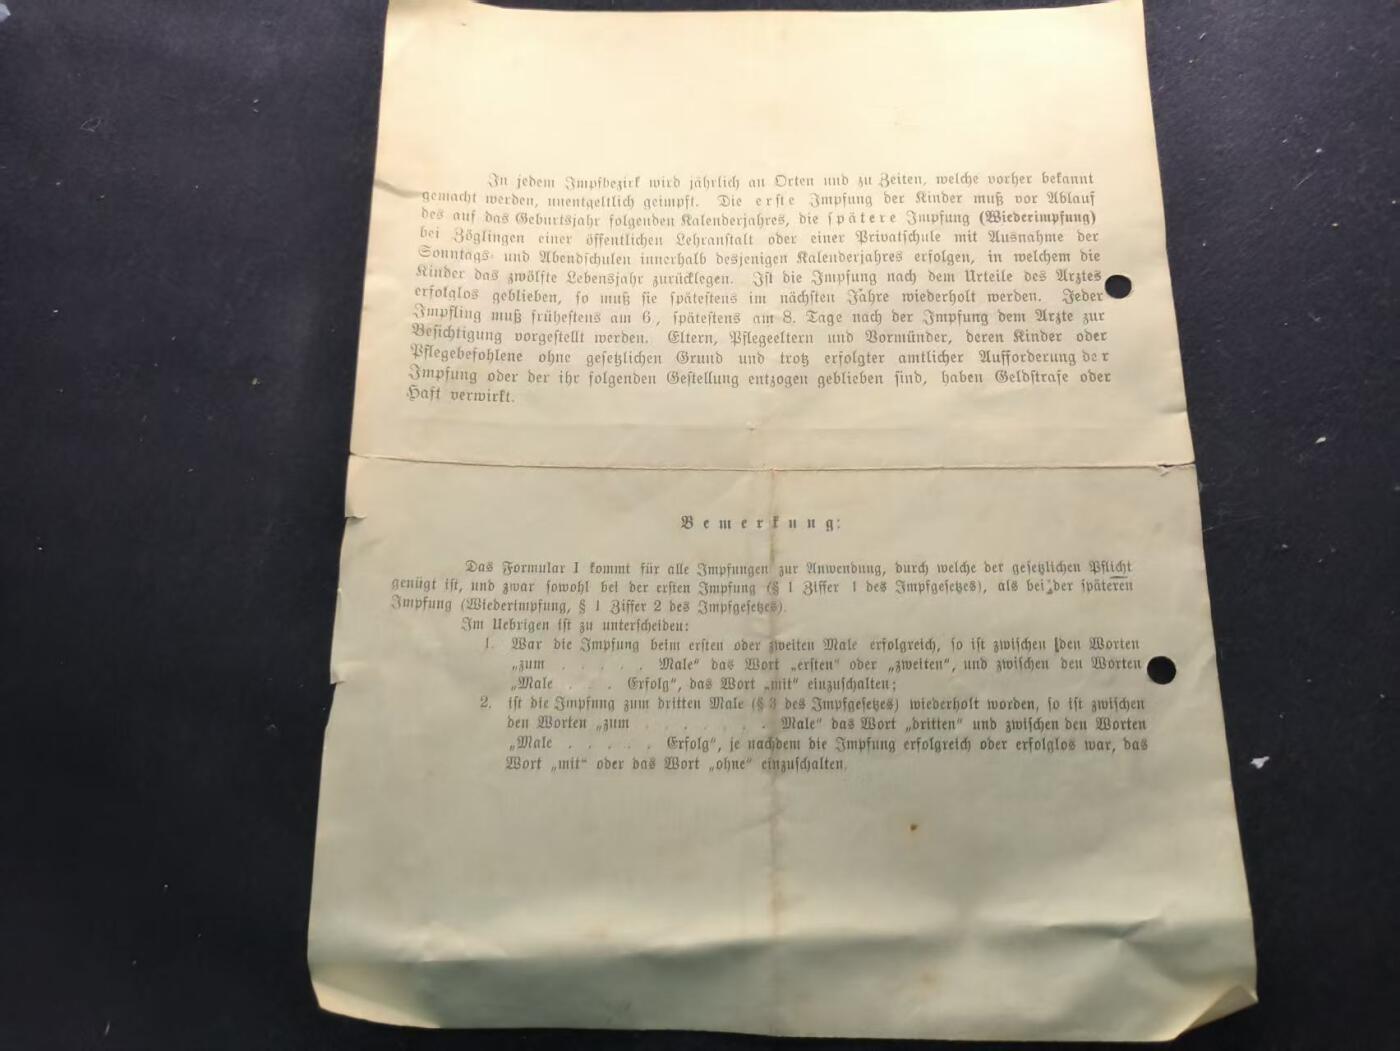 In jedem Impfbezirk wird jährlich an Orten und zu Zeiten, welche vorher bekannt
gemacht werden, unentgeltlich geimpft. Die erste Impfung der Kinder muß vor Ablauf
des auf das Geburtsjahr folgenden Kalenderjahres, die spätere Impfung (Wiederimpfung)
bei Zöglingen einer öffentlichen Lehranstalt oder einer Privatschule mit Ausnahme der
Sonntags- und Abendschulen innerhalb desjenigen Kalenderjahres erfolgen, in welchem die
Kinder das zwölfte Lebensjahr zurücklegen. Ist die Impfung nach dem Urteile des Arztes
erfolglos geblieben, so muß sie spätestens im nächsten Jahre wiederholt werden. Jeder
Impfling muß frühestens am 6., spätestens am 8. Tage nach der Impfung dem Arzte zur
Besichtigung vorgestellt werden. Eltern, Pflegeeltern und Vormünder, deren Kinder oder
Pflegebefohlene ohne gesetzlichen Grund und trotz erfolgter amtlicher Aufforderung der
Impfung oder der ihr folgenden Gestellung entzogen geblieben sind, haben Geldstrafe oder
Haft verwirkt.
Bemerkung:
Das Formular I kommt für alle Impfungen zur Anwendung, durch welche der gesetzlichen Pflicht
genügt ist, und zwar sowohl bei der ersten Impfung (§ 1 Ziffer 1 des Impfgesetzes), als bei der späteren
Impfung (Wiederimpfung, § 1 Ziffer 2 des Impfgesetzes).
Im Uebrigen ist zu unterscheiden:
1. War die Impfung beim ersten oder zweiten Male erfolgreich, so ist zwischen den Worten
„zum . . . . . Male" das Wort „ersten" oder „zweiten", und zwischen den Worten
„Male . . . Erfolg", das Wort „mit" einzuschalten;
2. ist die Impfung zum dritten Male (§ 3 des Impfgesetzes) wiederholt worden, so ist zwischen
den Worten „zum . . . . . . . Male" das Wort „dritten" und zwischen den Worten
„Male . . . . . Erfolg", je nachdem die Impfung erfolgreich oder erfolglos war, das
Wort „mit" oder das Wort „ohne" einzuschalten.